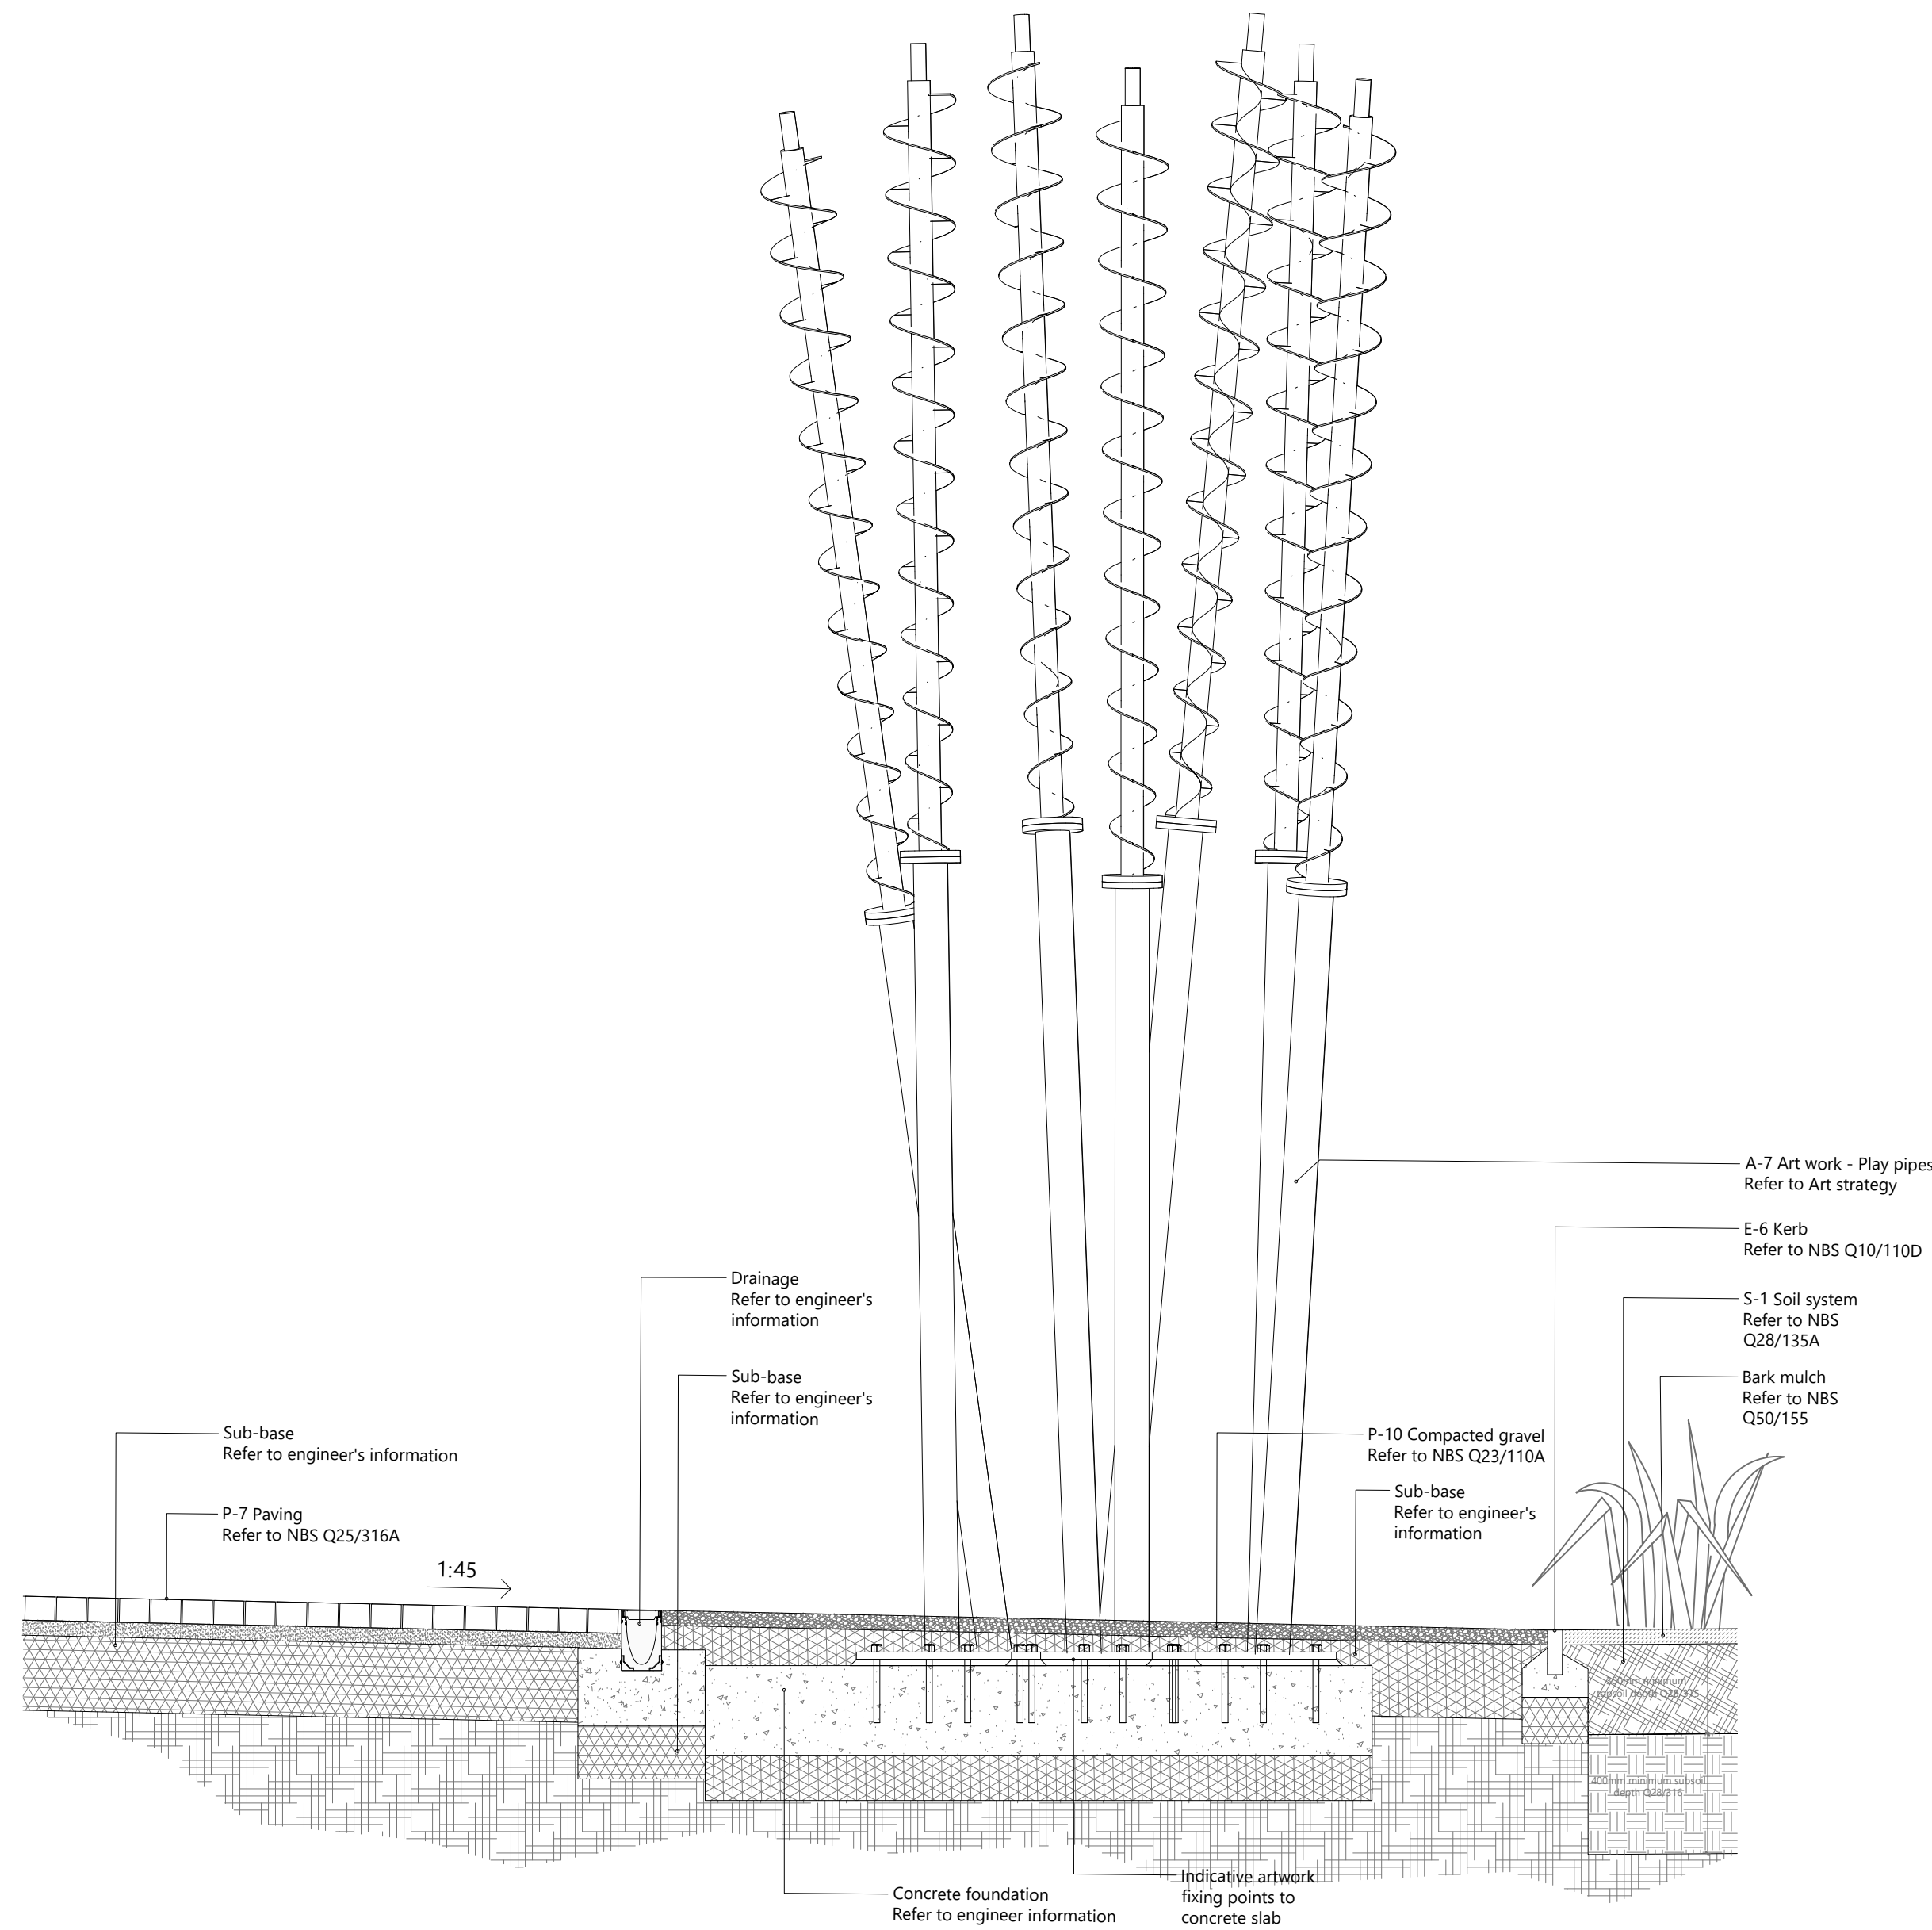 A-7 Art work - Play pipes
Refer to Art strategy
E-6 Kerb
Refer to NBS Q10/110D
Drainage
Refer to engineer's
information
S-1 Soil system
Refer to NBS
Q28/135A
Sub-base
Refer to engineer's
information
Bark mulch
Refer to NBS
Q50/155
Sub-base
Refer to engineer's information
P-10 Compacted gravel
Refer to NBS Q23/110A
Sub-base
Refer to engineer's
information
P-7 Paving
Refer to NBS Q25/316A
1:45
minimum
topsoil depth
400mm minimum subsoil
depth Q28/316
Indicative artwork
fixing points to
concrete slab
Concrete foundation
Refer to engineer information